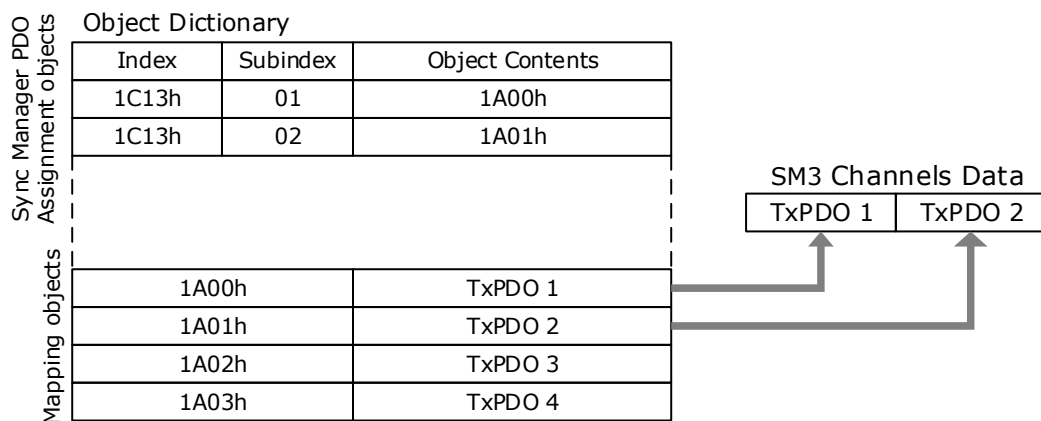 Object Dictionary
Sync Manager PDO
Assignment objects
Index Subindex Object Contents
1C13h 01 1A00h
1C13h 02 1A01h
SM3 Channels Data
TxPDO 1 TxPDO 2
Mapping objects
1A00h TxPDO 1
1A01h TxPDO 2
1A02h TxPDO 3
1A03h TxPDO 4